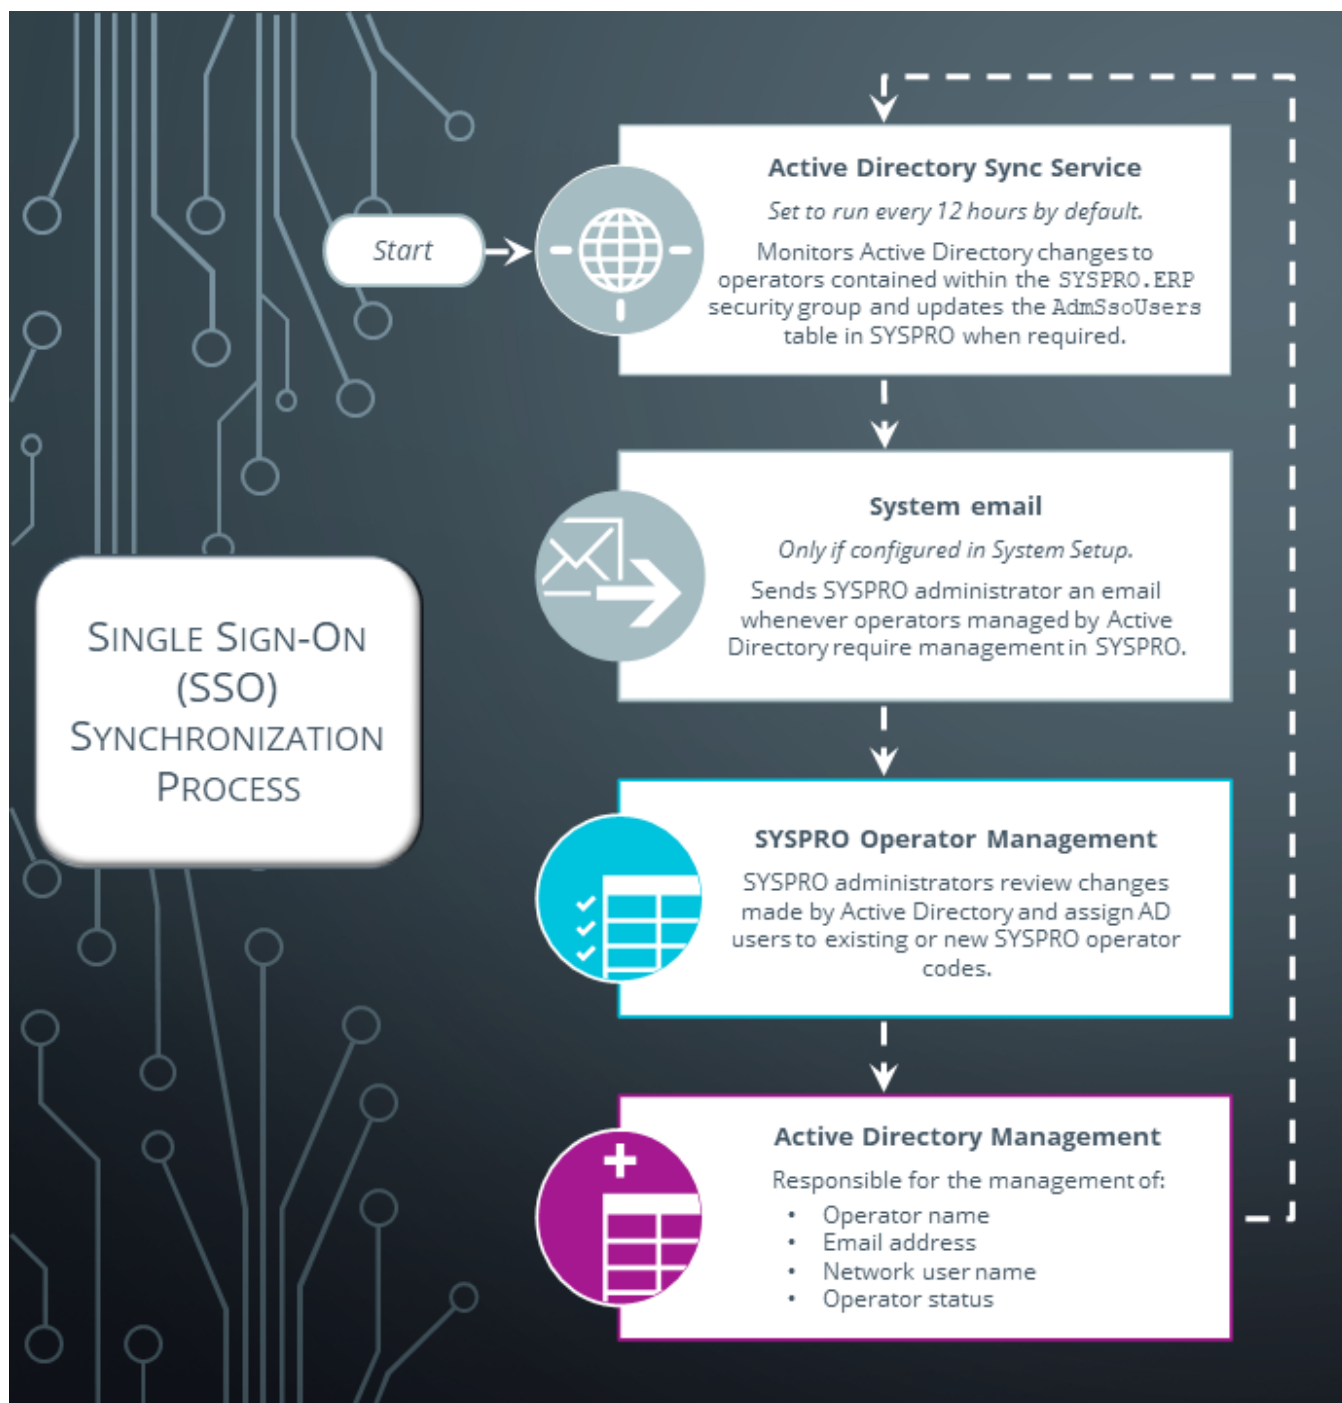 Active Directory Sync Service
Set to run every 12 hours by default.
Monitors Active Directory changes to
operators contained within the SYSPRO.ERP
security group and updates the AdmSsoUsers
table in SYSPRO when required.
Start
System email
Only if configured in System Setup.
Sends SYSPRO administrator an email
whenever operators managed by Active
Directory require management in SYSPRO.
SINGLE SIGN-ON
(SSO)
SYNCHRONIZATION
PROCESS
SYSPRO Operator Management
SYSPRO administrators review changes
made by Active Directory and assign AD
users to existing or new SYSPRO operator
codes.
Active Directory Management
Responsible for the management of:
• Operator name
• Email address
• Network user name
• Operator status